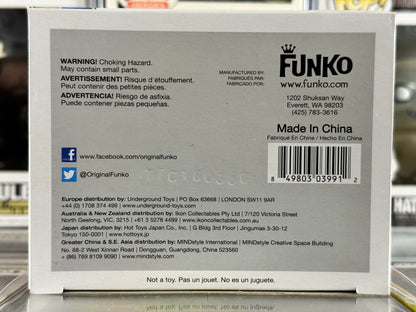 WARNING! Choking Hazard.
May contain small parts.
AVERTISSEMENT! Risque d'étouffement.
Peut contenir des petites pièces.
ADVERTENCIA! Riesgo de asfixia.
Puede contener piezas pequeñas.
MANUFACTURED BY:
FABRIQUÉS PAR:
FABRICADO POR:
FUNKO
www.funko.com
1202 Shuksan Way
Everett, WA 98203
(425) 783-3616
Made In China
Fabriqué En Chine / Hecho En China
8 49803 03991 2
www.facebook.com/originalfunko
@OriginalFunko
Europe distribution by: Underground Toys | PO Box 63668 | LONDON SW11 9AR
+44 (0) 1708 374 499 | www.underground-toys.com
Australia & New Zealand distribution by: Ikon Collectables Pty Ltd | 7/120 Victoria Street
North Geelong, VIC, 3215 | +61 3 5278 4495 | www.ikoncollectables.com.au
Japan distribution by: Hot Toys Japan Co., Inc. | G Bldg 3rd Floor | Jingumae 3-30-12
Tokyo 150-0001 | www.hottoys.jp
Greater China & S.E. Asia distribution by: MINDstyle International | MINDstyle Creative Space Building
No, 68-2 West Xinnan Road | Dongguan, Guangdong, China 523560
+ (86) 769 8109 9090 | www.mindstyle.com
Not a toy. Pas un jouet. No es un juguete.